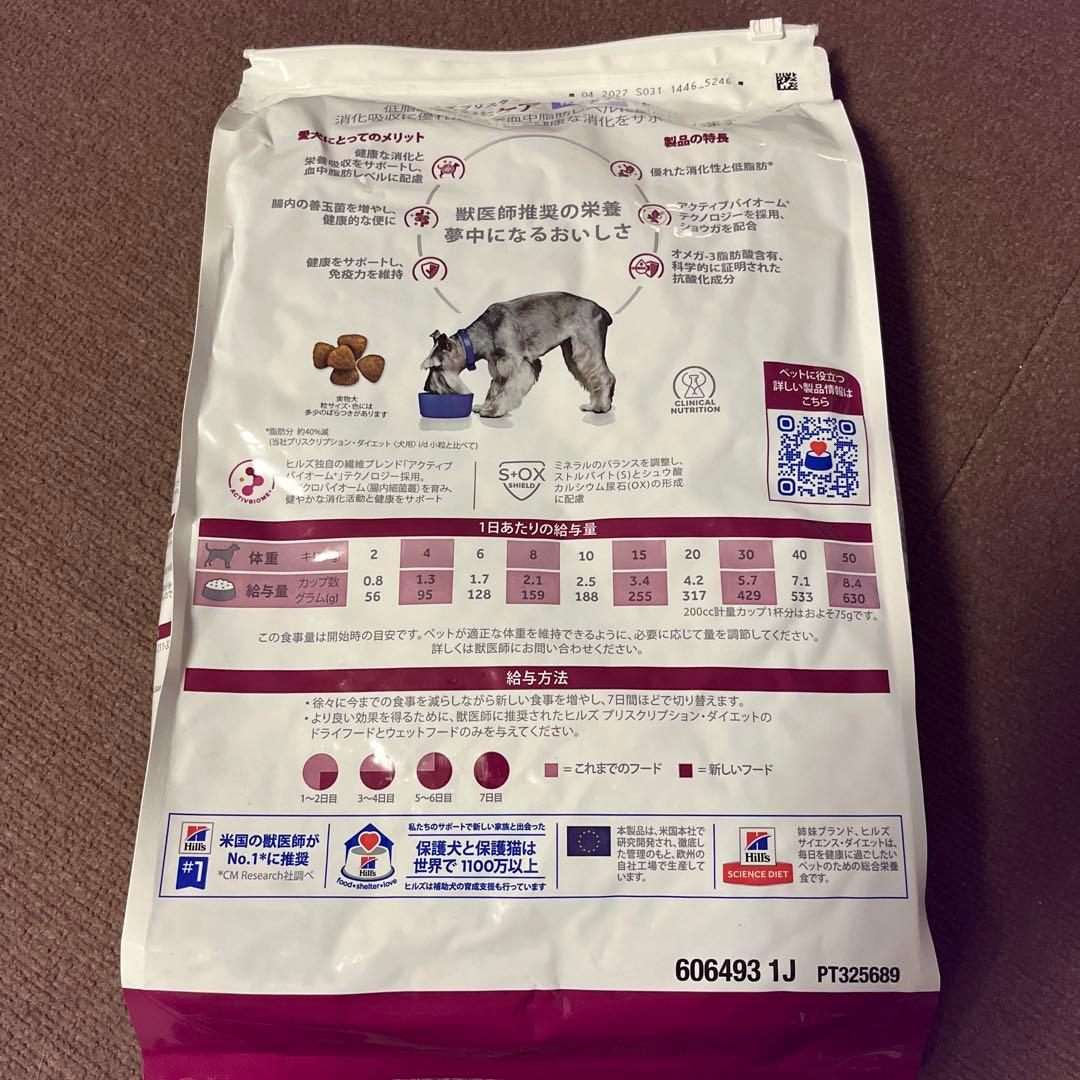 04 2027 S031 1446 5246
消化吸収に優れ
血中脂肪レベルに
な消化をサポ
愛犬にとってのメリット
健康な消化と
栄養吸収をサポートし、
血中脂肪レベルに配慮
腸内の善玉菌を増やし、
健康的な便に
健康をサポートし、
免疫力を維持
獣医師推奨の栄養
夢中になるおいしさ
製品の特長
優れた消化性と低脂肪*
アクティブバイオーム+
テクノロジーを採用、
ショウガを配合
オメガ-3脂肪酸含有、
科学的に証明された
抗酸化成分
実物大
粒サイズ・色には
多少のばらつきがあります
CLINICAL
NUTRITION
ペットに役立つ
詳しい製品情報は
こちら
*脂肪分 約40%減
(当社プリスクリプション・ダイエット〈犬用〉i/d 小粒と比べて)
ACTIVBIOME+
ヒルズ独自の繊維ブレンド「アクティブ
バイオーム+」テクノロジー採用。
クロバイオーム(腸内細菌叢)を育み、
健やかな消化活動と健康をサポート
S+OX
SHIELD
ミネラルのバランスを調整し、
ストルバイト(S)とシュウ酸
カルシウム尿石(OX)の形成
に配慮
1日あたりの給与量
体重 2 4 6 8 10 15 20 30 40 50
給与量
カップ数 0.8 1.3 1.7 2.1 2.5 3.4 4.2 5.7 7.1 8.4
グラム(g) 56 95 128 159 188 255 317 429 533 630
200cc計量カップ1杯分はおよそ75gです。
この食事量は開始時の目安です。ペットが適正な体重を維持できるように、必要に応じて量を調節してください。
詳しくは獣医師にお問い合わせください。
給与方法
・徐々に今までの食事を減らしながら新しい食事を増やし、7日間ほどで切り替えます。
・より良い効果を得るために、獣医師に推奨されたヒルズ プリスクリプション・ダイエットの
ドライフードとウェットフードのみを与えてください。
1〜2日目 3〜4日目 5〜6日目 7日目
=これまでのフード =新しいフード
Hill's
#1
米国の獣医師が
No.1*に推奨
*CM Research社調べ
Hill's
food・shelter・love
私たちのサポートで新しい家族と出会った
保護犬と保護猫は
世界で 1100万以上
ヒルズは補助犬の育成支援も行っています
本製品は、米国本社で
研究開発され、徹底し
た管理のもと、欧州の
自社工場で生産して
います。
Hill's
SCIENCE DIET
姉妹ブランド、ヒルズ
サイエンス・ダイエットは、
毎日を健康に過ごしたい
ペットのための総合栄養
食です。
606493 1J PT325689